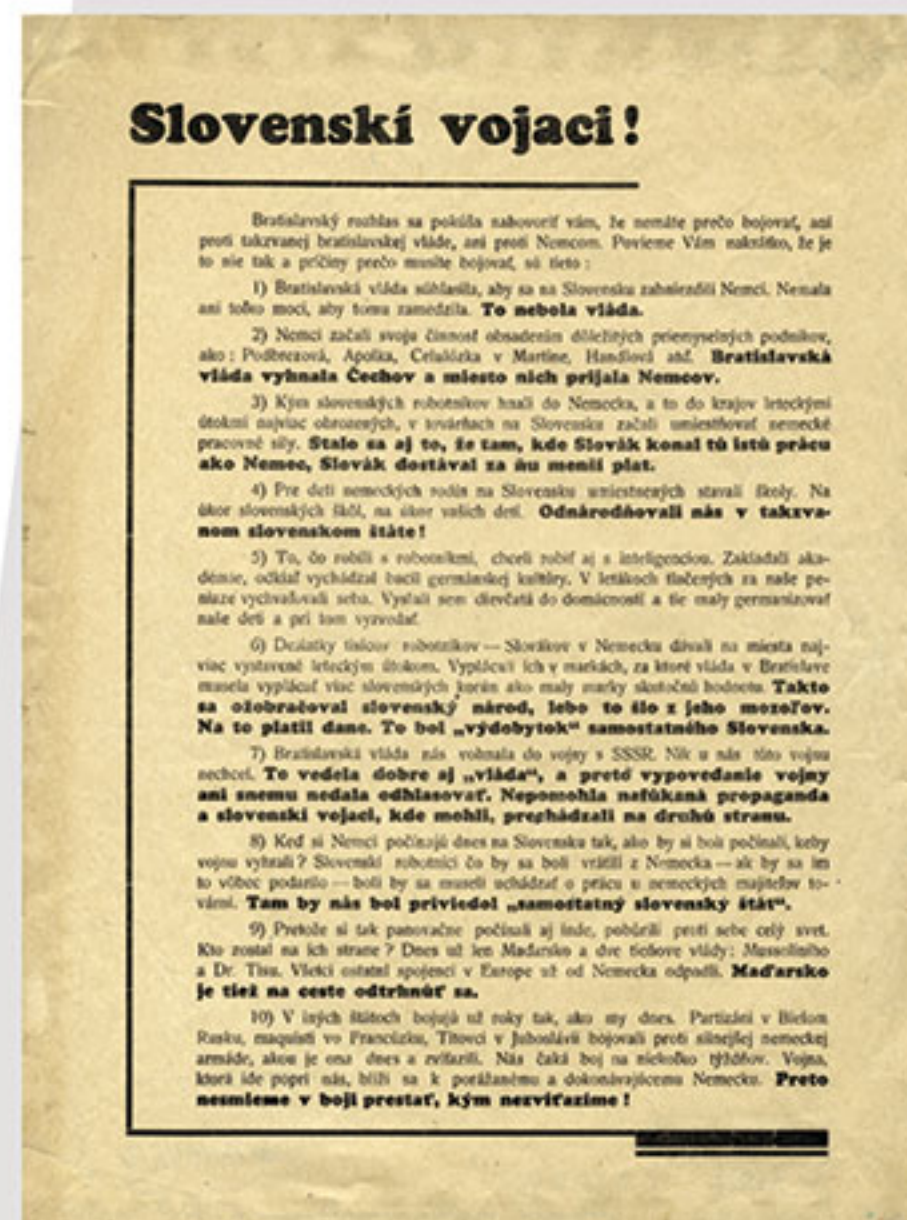 Slovenskí vojaci!
Bratislavský rozhlas sa pokúša nahovoriť vám, že nemáte prečo bojovať, ani
proti takzvanej bratislavskej vláde, ani proti Nemcom. Povieme Vám nakrátko, že je
to nie tak a príčiny prečo musíte bojovať, sú tieto :
1) Bratislavská vláda súhlasila, aby sa na Slovensku zahniezdili Nemci. Nemala
ani toľko moci, aby tomu zamedzila. To nebola vláda.
2) Nemci začali svoju činnosť obsadením dôležitých priemyselných podnikov,
ako : Podbrezová, Apolka, Celulózka v Martine, Handlová atď. Bratislavská
vláda vyhnala Čechov a miesto nich prijala Nemcov.
3) Kým slovenských robotníkov hnali do Nemecka, a to do krajov leteckými
útokmi najviac ohrozených, v továrňach na Slovensku začali umiestňovať nemecké
pracovné sily. Stalo sa aj to, že tam, kde Slovák konal tú istú prácu
ako Nemec, Slovák dostával za ňu menší plat.
4) Pre deti nemeckých rodín na Slovensku umiestnených stavali školy. Na
úkor slovenských škôl, na úkor vašich detí. Odnárodňovali nás v takzva-
nom slovenskom štáte!
5) To, čo robili s robotníkmi, chceli robiť aj s inteligenciou. Zakladali aka-
démie, odkiaľ vychádzal bacil germánskej kultúry. V letákoch tlačených za naše pe-
niaze vychvaľovali seba. Vyslali sem dievčatá do domácností a tie maly germanizovať
naše deti a pri tom vyzvedať.
6) Desiatky tisícov robotníkov — Slovákov v Nemecku dávali na miesta naj-
viac vystavené leteckým útokom. Vyplácali ich v markách, za ktoré vláda v Bratislave
musela vyplácať viac slovenských korún ako maly marky skutočnú hodnotu. Takto
sa ožobračoval slovenský národ, lebo to šlo z jeho mozoľov.
Na to platil dane. To bol „výdobytok“ samostatného Slovenska.
7) Bratislavská vláda nás vohnala do vojny s SSSR. Nik u nás túto vojnu
nechcel. To vedela dobre aj „vláda“, a preto vypovedanie vojny
ani snemu nedala odhlasovať. Nepomohla nafúkaná propaganda
a slovenskí vojaci, kde mohli, prechádzali na druhú stranu.
8) Keď si Nemci počínajú dnes na Slovensku tak, ako by si boli počínali, keby
vojnu vyhrali ? Slovenskí robotníci čo by sa boli vrátili z Nemecka — ak by sa im
to vôbec podarilo — boli by sa museli uchádzať o prácu u nemeckých majiteľov to-
vární. Tam by nás bol priviedol „samostatný slovenský štát“.
9) Pretože si tak panovačne počínali aj inde, pobúrili proti sebe celý svet.
Kto zostal na ich strane ? Dnes už len Maďarsko a dve tieňove vlády: Mussoliniho
a Dr. Tisu. Všetci ostatní spojenci v Europe už od Nemecka odpadli. Maďarsko
je tiež na ceste odtrhnúť sa.
10) V iných štátoch bojujú už roky tak, ako my dnes. Partizáni v Bielom
Rusku, maquisti vo Francúzku, Titovci v Juhoslávii bojovali proti silnejšej nemeckej
armáde, akou je ona dnes a zvíťazili. Nás čaká boj na niekoľko týždňov. Vojna,
ktorá ide popri nás, blíži sa k porážanému a dokonávajúcemu Nemecku. Preto
nesmieme v boji prestať, kým nezvíťazíme !